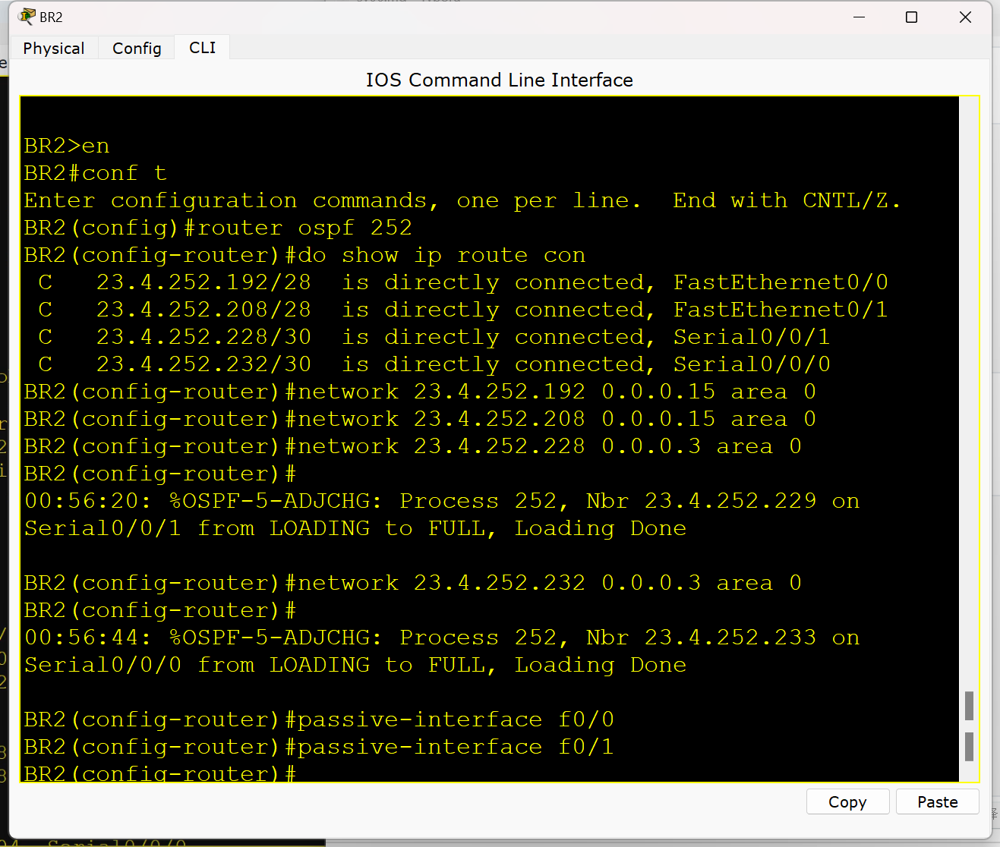 BR2
Physical Config CLI
IOS Command Line Interface
BR2>en
BR2#conf t
Enter configuration commands, one per line.  End with CNTL/Z.
BR2(config)#router ospf 252
BR2(config-router)#do show ip route con
 C   23.4.252.192/28  is directly connected, FastEthernet0/0
 C   23.4.252.208/28  is directly connected, FastEthernet0/1
 C   23.4.252.228/30  is directly connected, Serial0/0/1
 C   23.4.252.232/30  is directly connected, Serial0/0/0
BR2(config-router)#network 23.4.252.192 0.0.0.15 area 0
BR2(config-router)#network 23.4.252.208 0.0.0.15 area 0
BR2(config-router)#network 23.4.252.228 0.0.0.3 area 0
BR2(config-router)#
00:56:20: %OSPF-5-ADJCHG: Process 252, Nbr 23.4.252.229 on
Serial0/0/1 from LOADING to FULL, Loading Done
BR2(config-router)#network 23.4.252.232 0.0.0.3 area 0
BR2(config-router)#
00:56:44: %OSPF-5-ADJCHG: Process 252, Nbr 23.4.252.233 on
Serial0/0/0 from LOADING to FULL, Loading Done
BR2(config-router)#passive-interface f0/0
BR2(config-router)#passive-interface f0/1
BR2(config-router)#
Copy Paste
Serial0/0/0